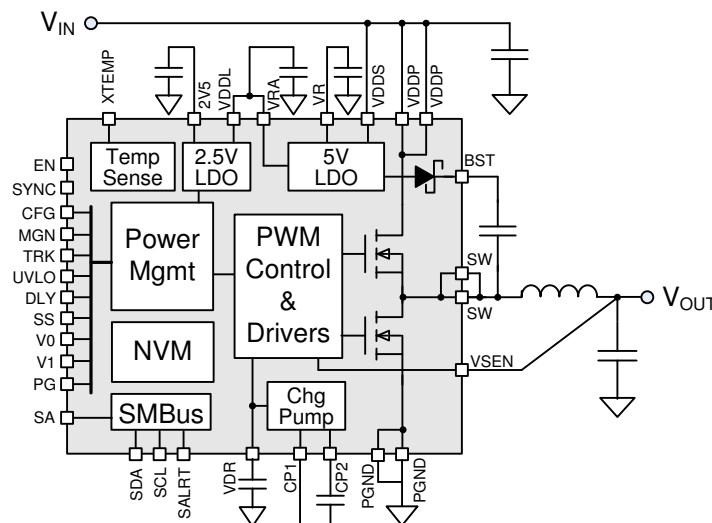 VIN
XTEMP
2V5
VDDL
VRA
VR
VDDS
VDDP
VDDP
EN
SYNC
CFG
MGN
TRK
UVLO
DLY
SS
V0
V1
PG
SA
Temp
Sense
2.5V
LDO
5V
LDO
BST
Power
Mgmt
PWM
Control
&
Drivers
SW
SW
VOUT
NVM
VSEN
SMBus
Chg
Pump
SDA
SCL
SALRT
VDR
CP1
CP2
PGND
PGND